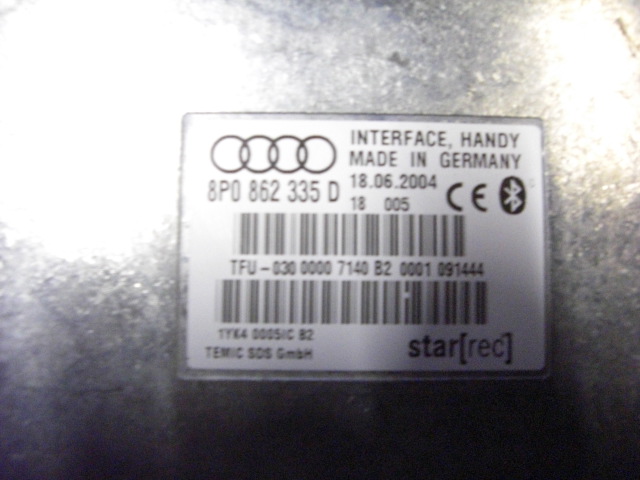 INTERFACE, HANDY
MADE IN GERMANY
8P0 862 335 D
18.06.2004
18 005
CE
TFU-030 0000 7140 B2 0001 091444
1YK4 0005IC B2
TEMIC SDS GmbH
star[rec]